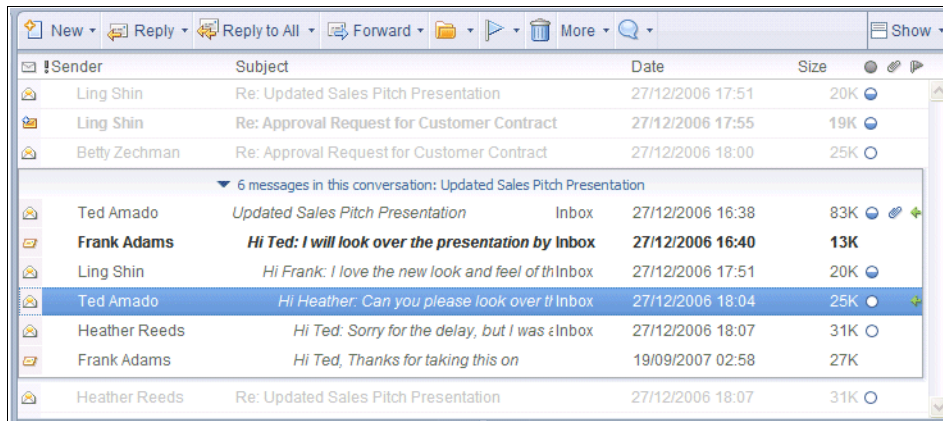 New Reply Reply to All Forward More Show
! Sender Subject Date Size
Ling Shin Re: Updated Sales Pitch Presentation 27/12/2006 17:51 20K
Ling Shin Re: Approval Request for Customer Contract 27/12/2006 17:55 19K
Betty Zechman Re: Approval Request for Customer Contract 27/12/2006 18:00 25K
6 messages in this conversation: Updated Sales Pitch Presentation
Ted Amado Updated Sales Pitch Presentation Inbox 27/12/2006 16:38 83K
Frank Adams Hi Ted: I will look over the presentation by Inbox 27/12/2006 16:40 13K
Ling Shin Hi Frank: I love the new look and feel of th Inbox 27/12/2006 17:51 20K
Ted Amado Hi Heather: Can you please look over th Inbox 27/12/2006 18:04 25K
Heather Reeds Hi Ted: Sorry for the delay, but I was a Inbox 27/12/2006 18:07 31K
Frank Adams Hi Ted, Thanks for taking this on 19/09/2007 02:58 27K
Heather Reeds Re: Updated Sales Pitch Presentation 27/12/2006 18:07 31K